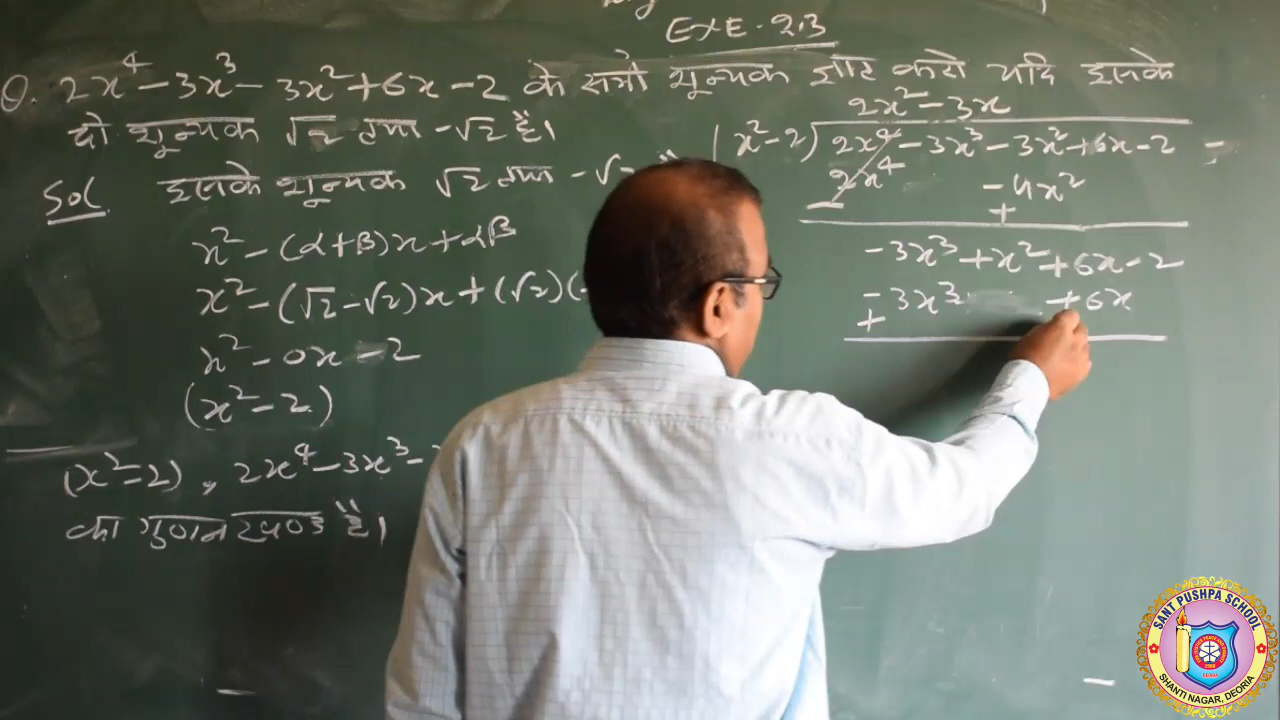 EXE - 2.3
Q. 2x⁴ - 3x³ - 3x² + 6x - 2 के सभी शून्यक ज्ञात करो यदि इसके
दो शून्यक √2 तथा -√2 हैं।
Sol इसके शून्यक √2 तथा -√
x² - (α+β)x + αβ
x² - (√2 - √2)x + (√2)(
x² - 0x - 2
(x² - 2)
(x² - 2), 2x⁴ - 3x³ -
का गुणनखण्ड है।
2x² - 3x
x² - 2) 2x⁴ - 3x³ - 3x² + 6x - 2
2x⁴ - 4x²
- +
- 3x³ + x² + 6x - 2
- 3x³ + 6x
+
SANT PUSHPA SCHOOL
SHANTI NAGAR, DEORIA